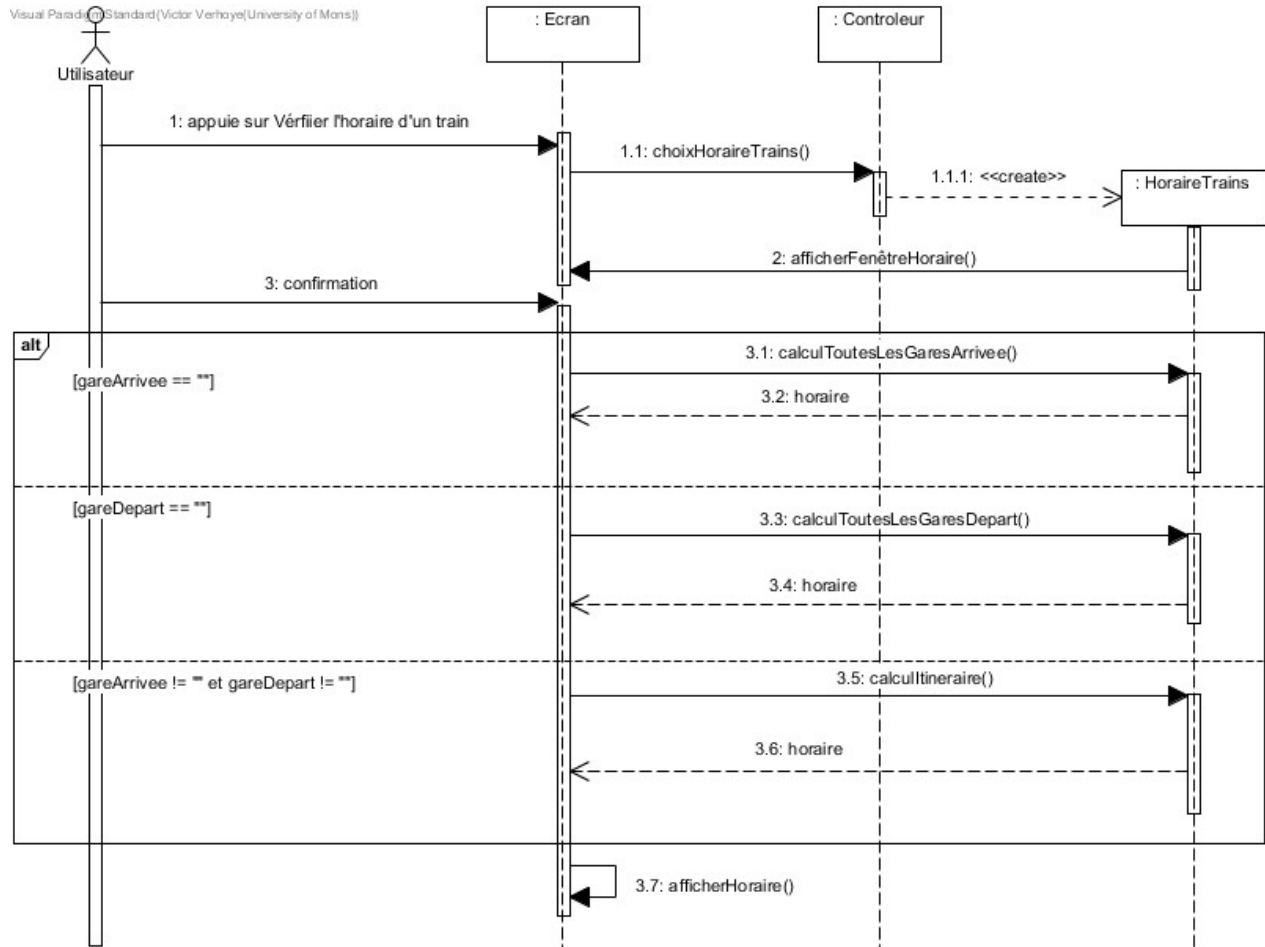 Visual Paradigm Standard(Victor Verhoye(University of Mons))
Utilisateur
: Ecran
: Controleur
1: appuie sur Vérfiier l'horaire d'un train
1.1: choixHoraireTrains()
1.1.1: <<create>>
: HoraireTrains
2: afficherFenêtreHoraire()
3: confirmation
alt
3.1: calculToutesLesGaresArrivee()
[gareArrivee == ""]
3.2: horaire
[gareDepart == ""]
3.3: calculToutesLesGaresDepart()
3.4: horaire
[gareArrivee != "" et gareDepart != ""]
3.5: calculItineraire()
3.6: horaire
3.7: afficherHoraire()